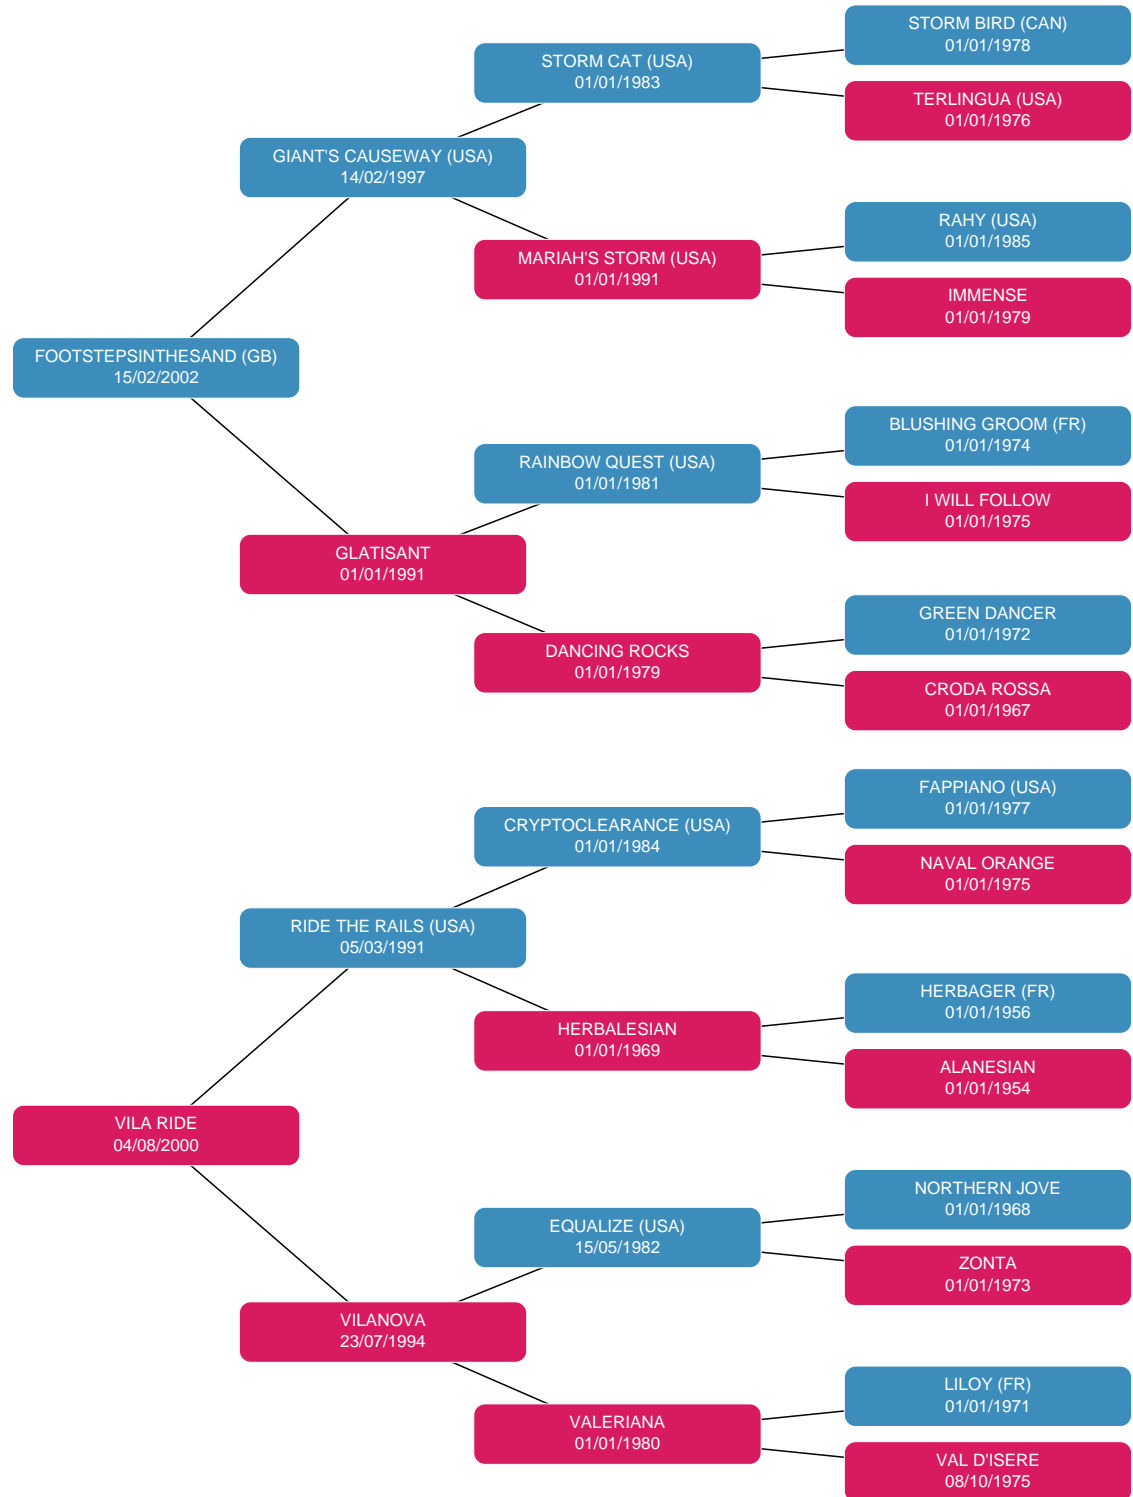 STORM BIRD (CAN)
01/01/1978
STORM CAT (USA)
01/01/1983
TERLINGUA (USA)
01/01/1976
GIANT'S CAUSEWAY (USA)
14/02/1997
RAHY (USA)
01/01/1985
MARIAH'S STORM (USA)
01/01/1991
IMMENSE
01/01/1979
FOOTSTEPSINTHESAND (GB)
15/02/2002
BLUSHING GROOM (FR)
01/01/1974
RAINBOW QUEST (USA)
01/01/1981
I WILL FOLLOW
01/01/1975
GLATISANT
01/01/1991
GREEN DANCER
01/01/1972
DANCING ROCKS
01/01/1979
CRODA ROSSA
01/01/1967
FAPPIANO (USA)
01/01/1977
CRYPTOCLEARANCE (USA)
01/01/1984
NAVAL ORANGE
01/01/1975
RIDE THE RAILS (USA)
05/03/1991
HERBAGER (FR)
01/01/1956
HERBALESIAN
01/01/1969
ALANESIAN
01/01/1954
VILA RIDE
04/08/2000
NORTHERN JOVE
01/01/1968
EQUALIZE (USA)
15/05/1982
ZONTA
01/01/1973
VILANOVA
23/07/1994
LILOY (FR)
01/01/1971
VALERIANA
01/01/1980
VAL D'ISERE
08/10/1975